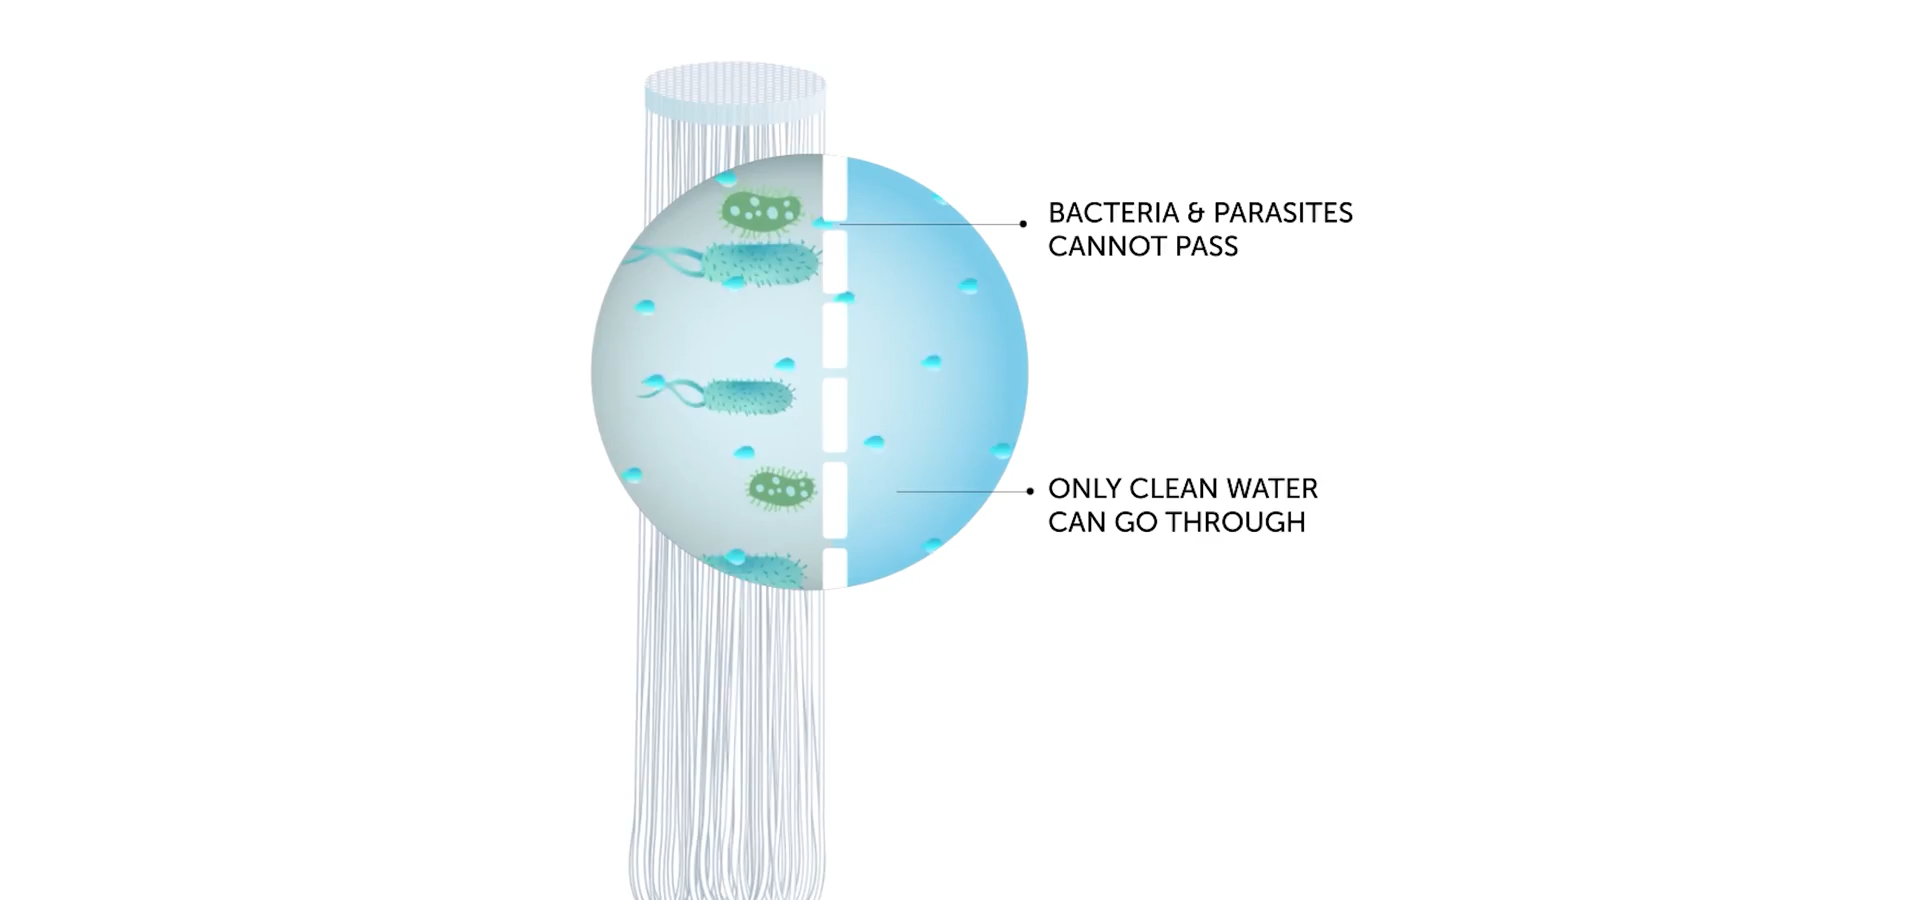 BACTERIA & PARASITES
CANNOT PASS
ONLY CLEAN WATER
CAN GO THROUGH